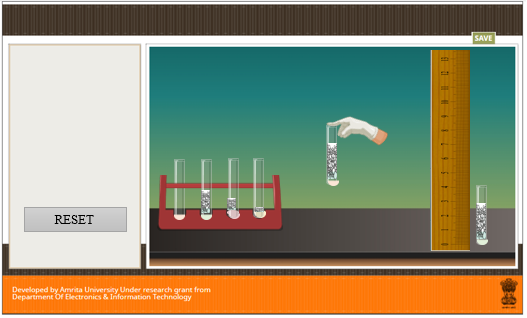 SAVE
RESET
Developed by Amrita University Under research grant from
Department Of Electronics & Information Technology